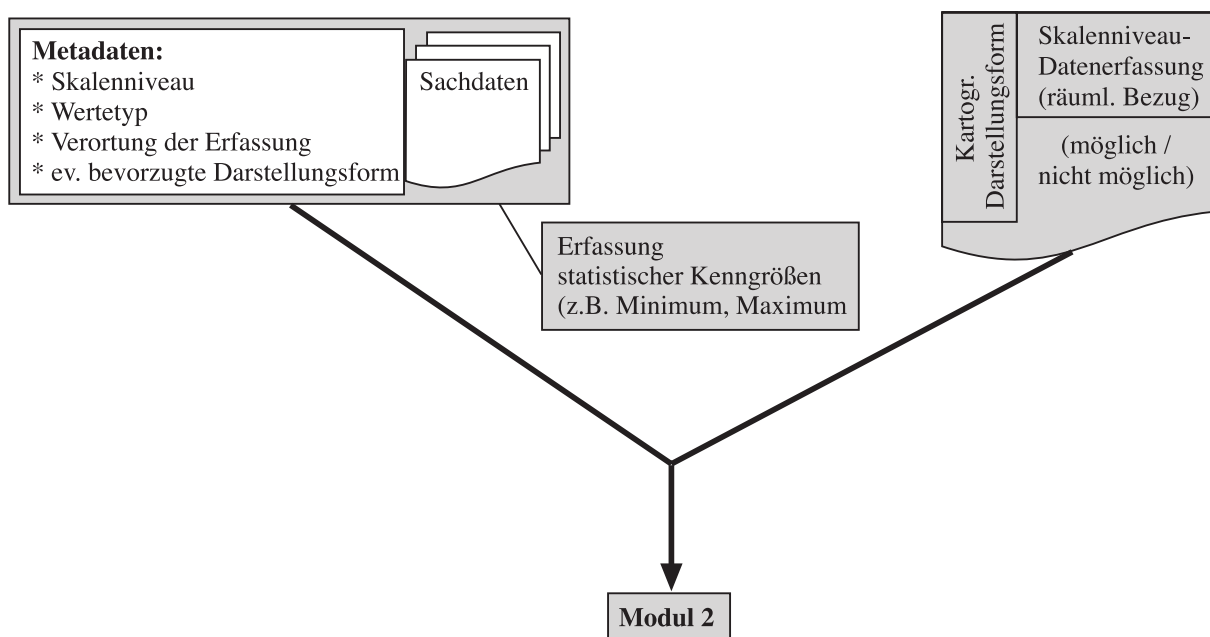 Metadaten:
* Skalenniveau
* Wertetyp
* Verortung der Erfassung
* ev. bevorzugte Darstellungsform
Sachdaten
Erfassung
statistischer Kenngrößen
(z.B. Minimum, Maximum
Kartogr.
Darstellungsform
Skalenniveau-
Datenerfassung
(räuml. Bezug)
(möglich /
nicht möglich)
Modul 2